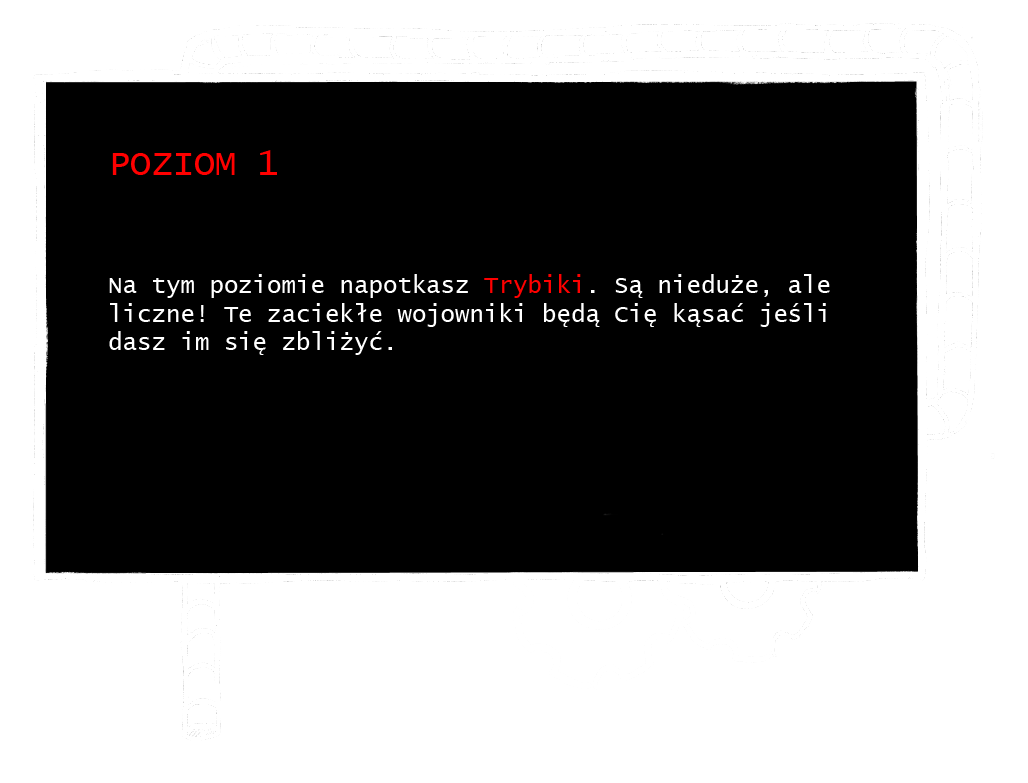 POZIOM 1
Na tym poziomie napotkasz Trybiki. Są nieduże, ale
liczne! Te zaciekłe wojowniki będą Cię kąsać jeśli
dasz im się zbliżyć.